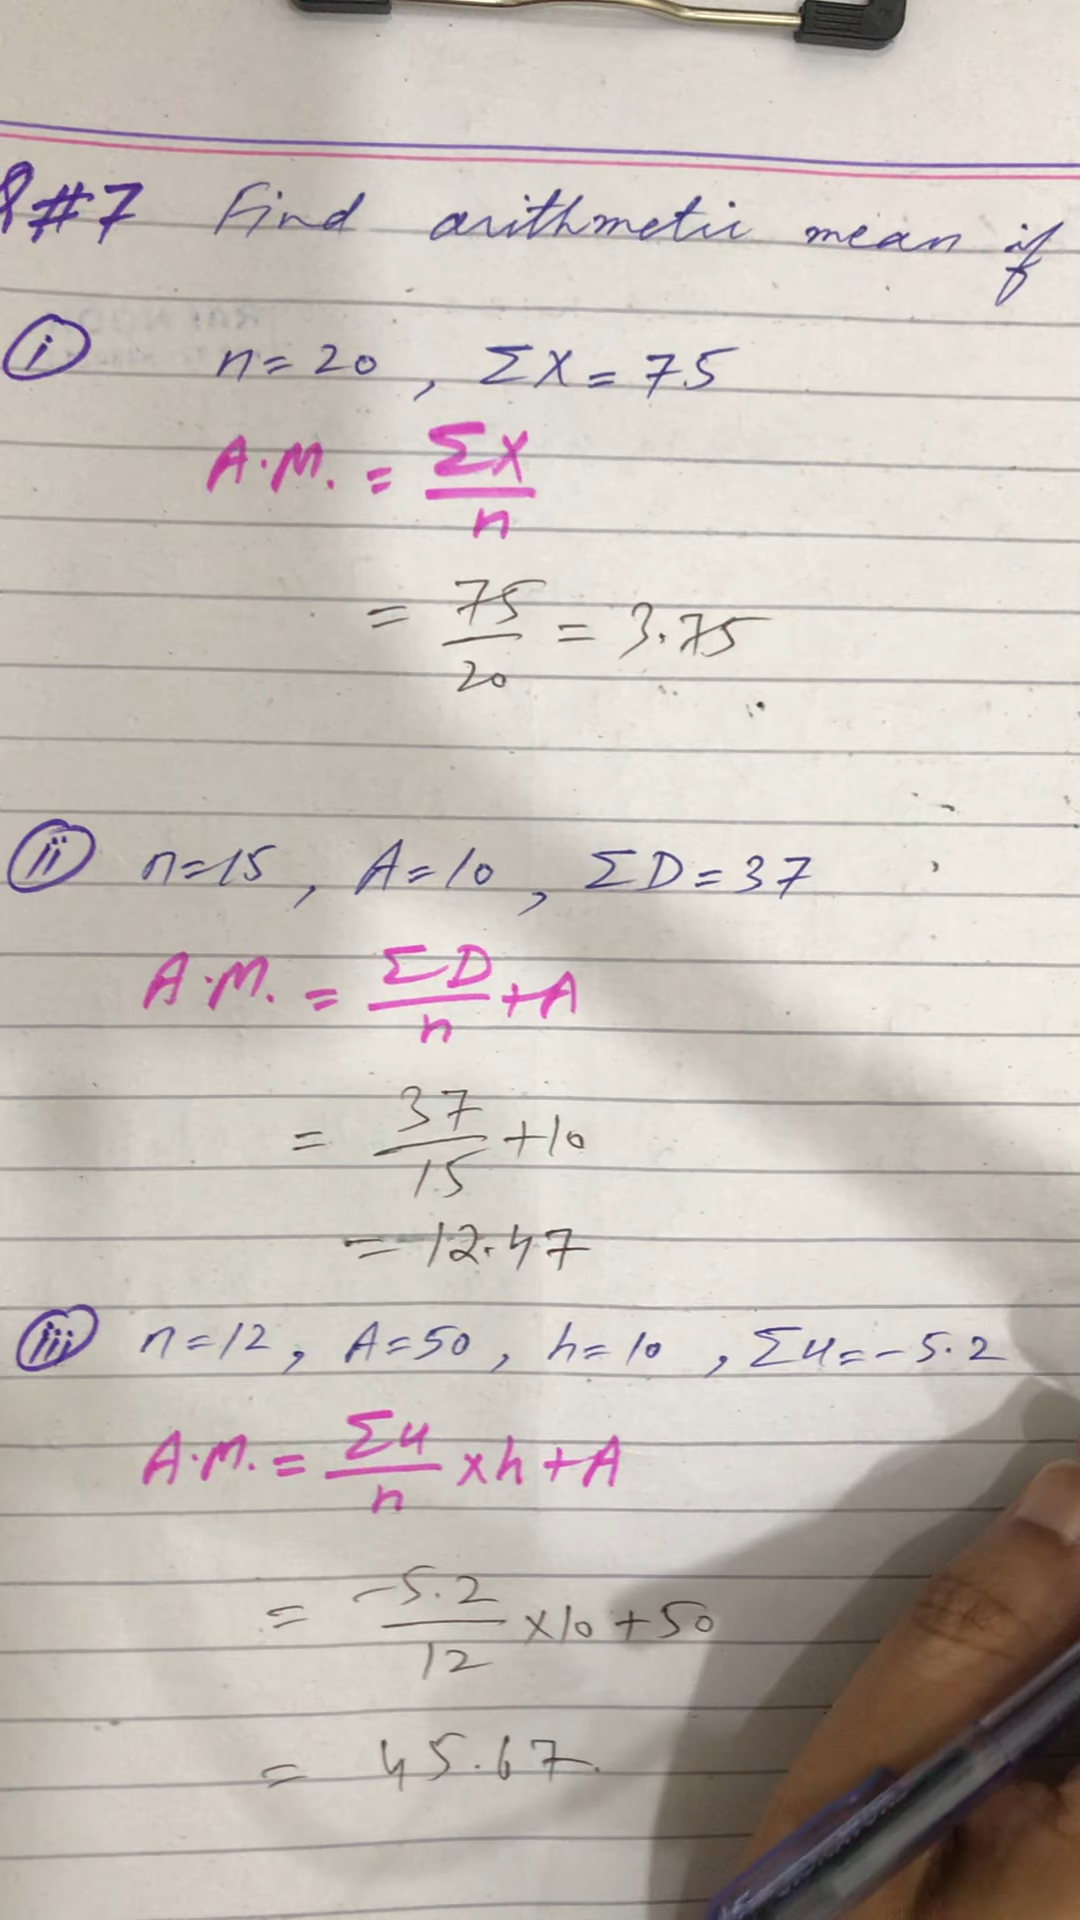 Q#7 Find arithmetic mean if
i n=20, ΣX=75
A.M. = ΣX/n
= 75/20 = 3.75
ii n=15, A=10, ΣD=37
A.M. = ΣD/n +A
= 37/15 +10
= 12.47
iii n=12, A=50, h=10, Σu=-5.2
A.M. = Σu/n ×h+A
= -5.2/12 ×10+50
= 45.67